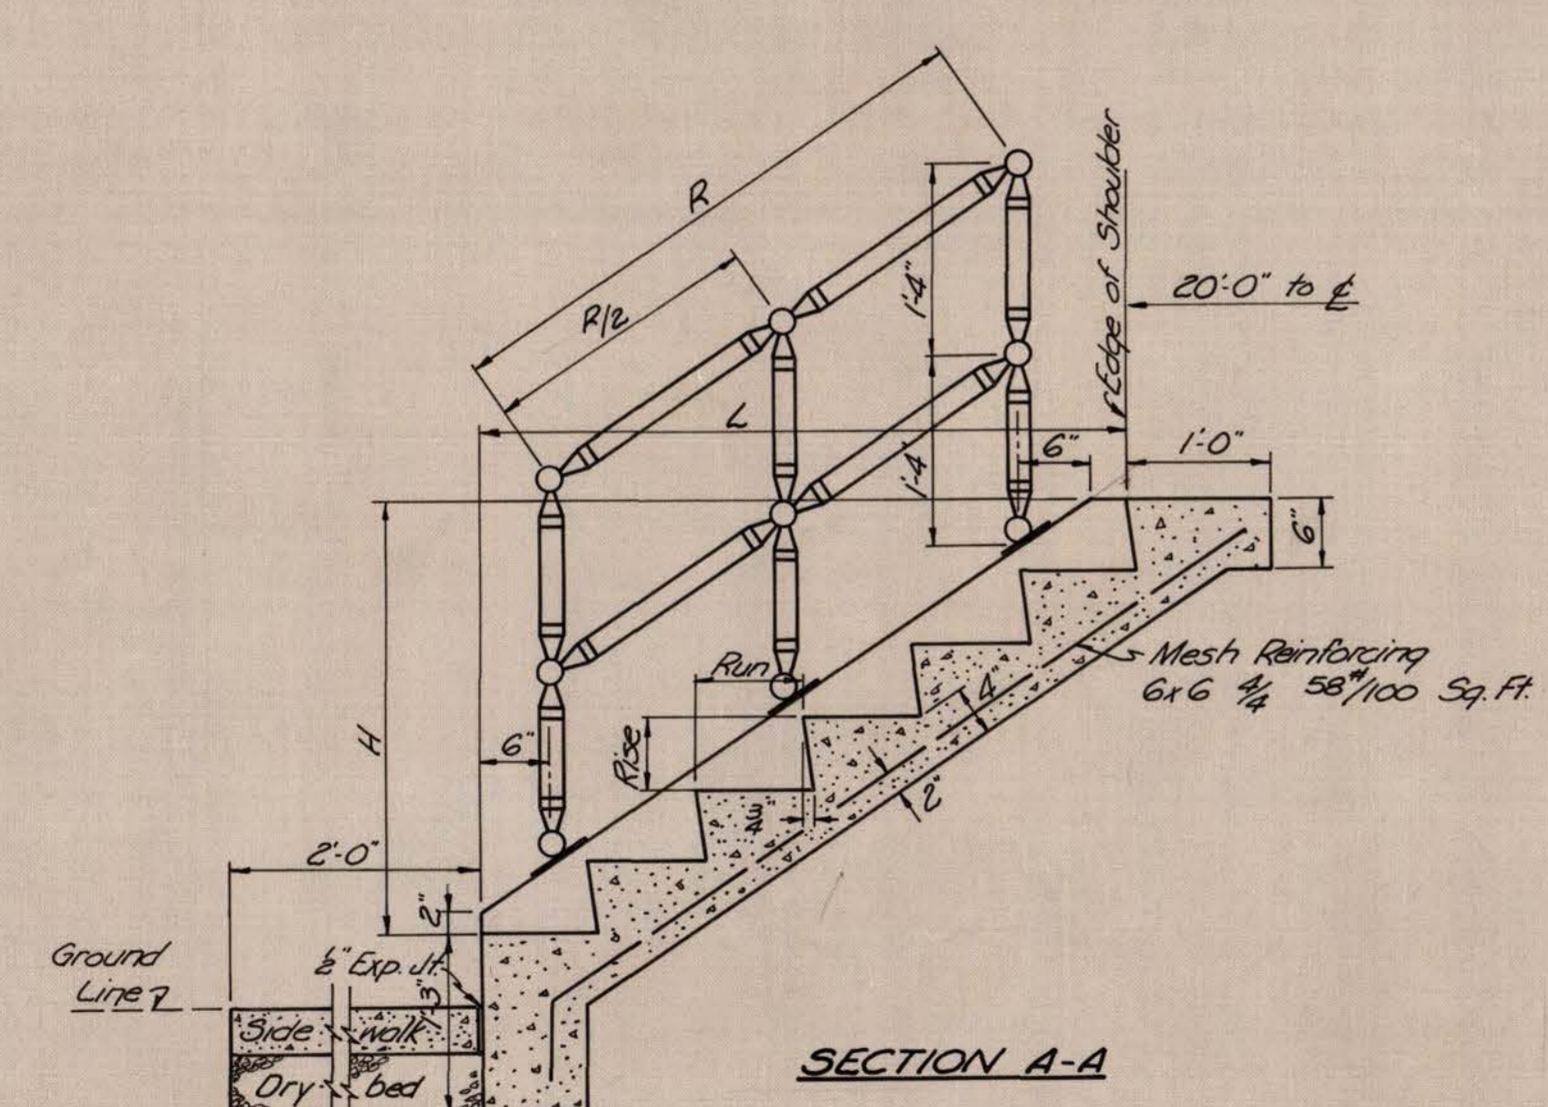 R
R/2
1'-4"
Edge of Shoulder
20'-0" to ℄
L
6"
1'-0"
1'-4"
6"
H
Run
Rise
6"
4"
Mesh Reinforcing
6x6 4/4 58#/100 Sq. Ft.
2"
2'-0"
2"
Ground
Line
½" Exp. Jt.
Side walk
Dry bed
SECTION A-A